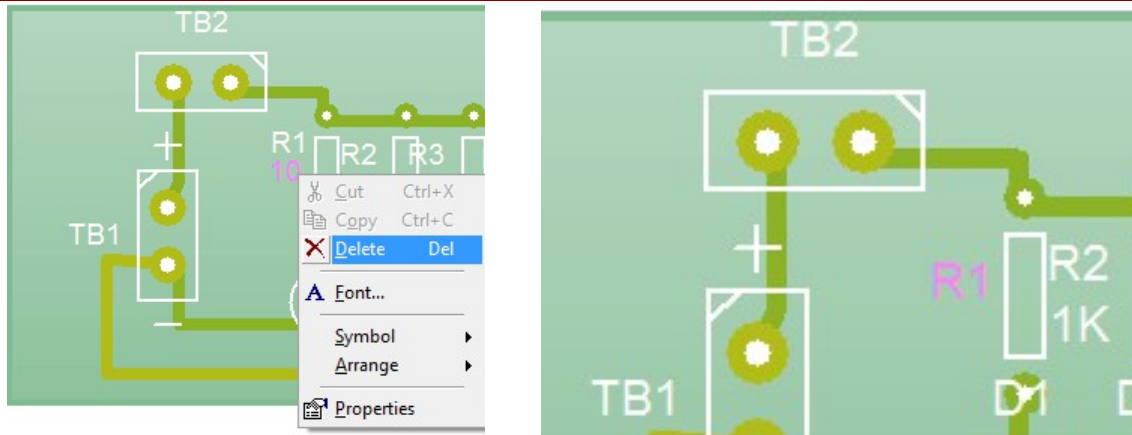 TB2
+
R1 R2 R3
10
TB1
−
Cut Ctrl+X
Copy Ctrl+C
Delete Del
A Font...
Symbol
Arrange
Properties
TB2
+
R1 R2
1K
TB1 D1